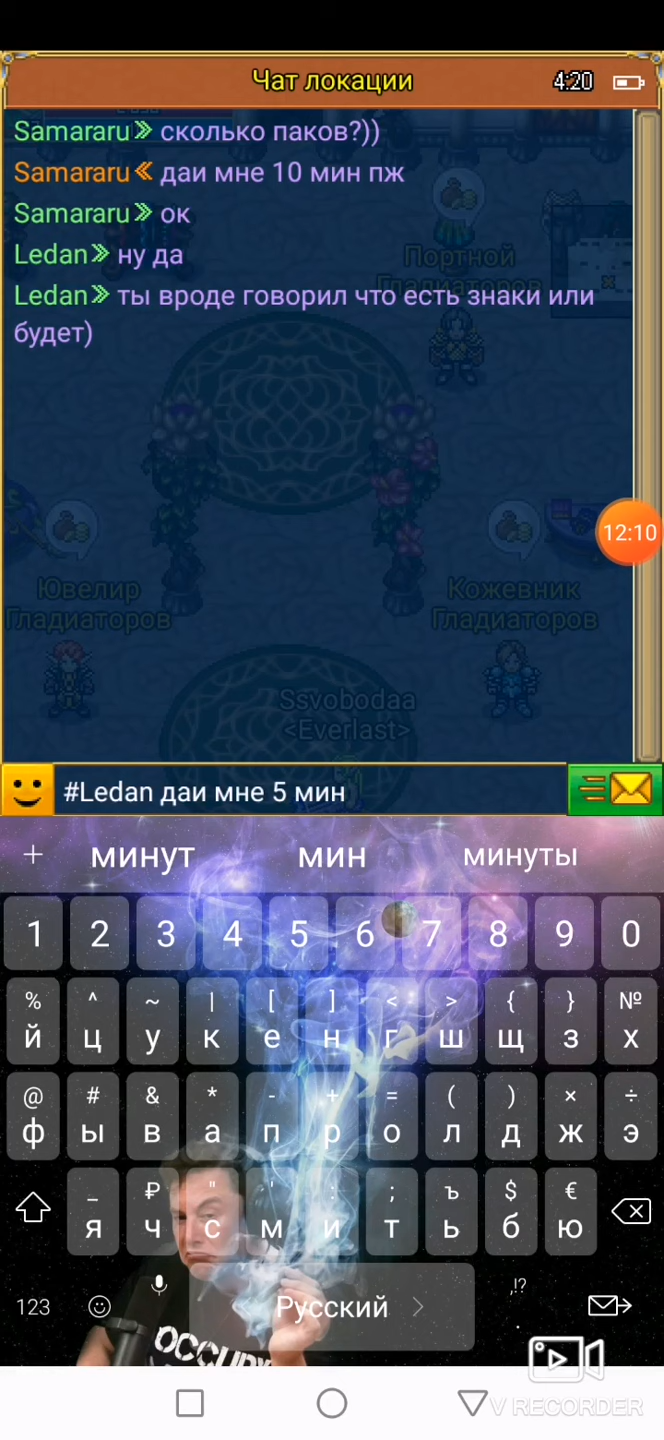 Чат локации
4:20
Samararu» сколько паков?))
Samararu« даи мне 10 мин пж
Samararu» ок
Ledan» ну да
Ledan» ты вроде говорил что есть знаки или
будет)
Портной
Гладиаторов
12:10
Ювелир
Гладиаторов
Кожевник
Гладиаторов
Ssvobodaa
<Everlast>
#Ledan даи мне 5 мин
+ минут мин минуты
1 2 3 4 5 6 7 8 9 0
% ^ ~ | [ ] < > { } №
й ц у к е н г ш щ з х
@ # & * - + = ( ) × ÷
ф ы в а п р о л д ж э
_ ₽ " ' : ; ъ $ €
я ч с м и т ь б ю
,!?
123 < Русский > .
OCCUPY
V RECORDER